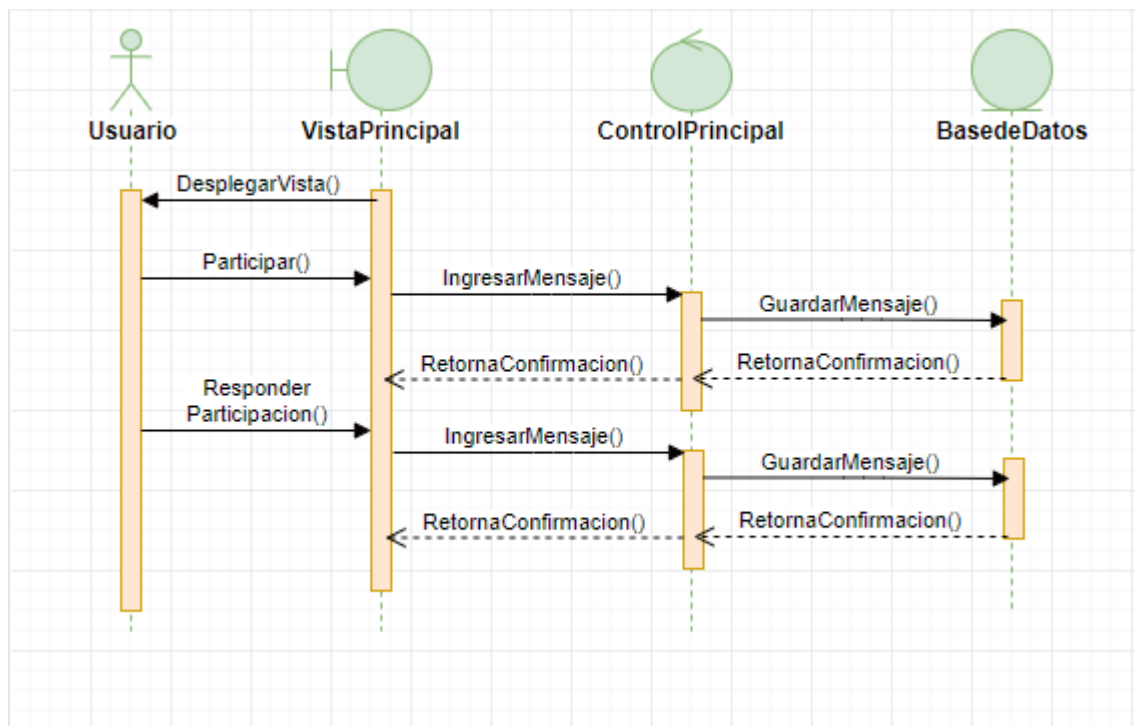 Usuario
VistaPrincipal
ControlPrincipal
BasedeDatos
DesplegarVista()
Participar()
IngresarMensaje()
GuardarMensaje()
RetornaConfirmacion()
RetornaConfirmacion()
Responder
Participacion()
IngresarMensaje()
GuardarMensaje()
RetornaConfirmacion()
RetornaConfirmacion()